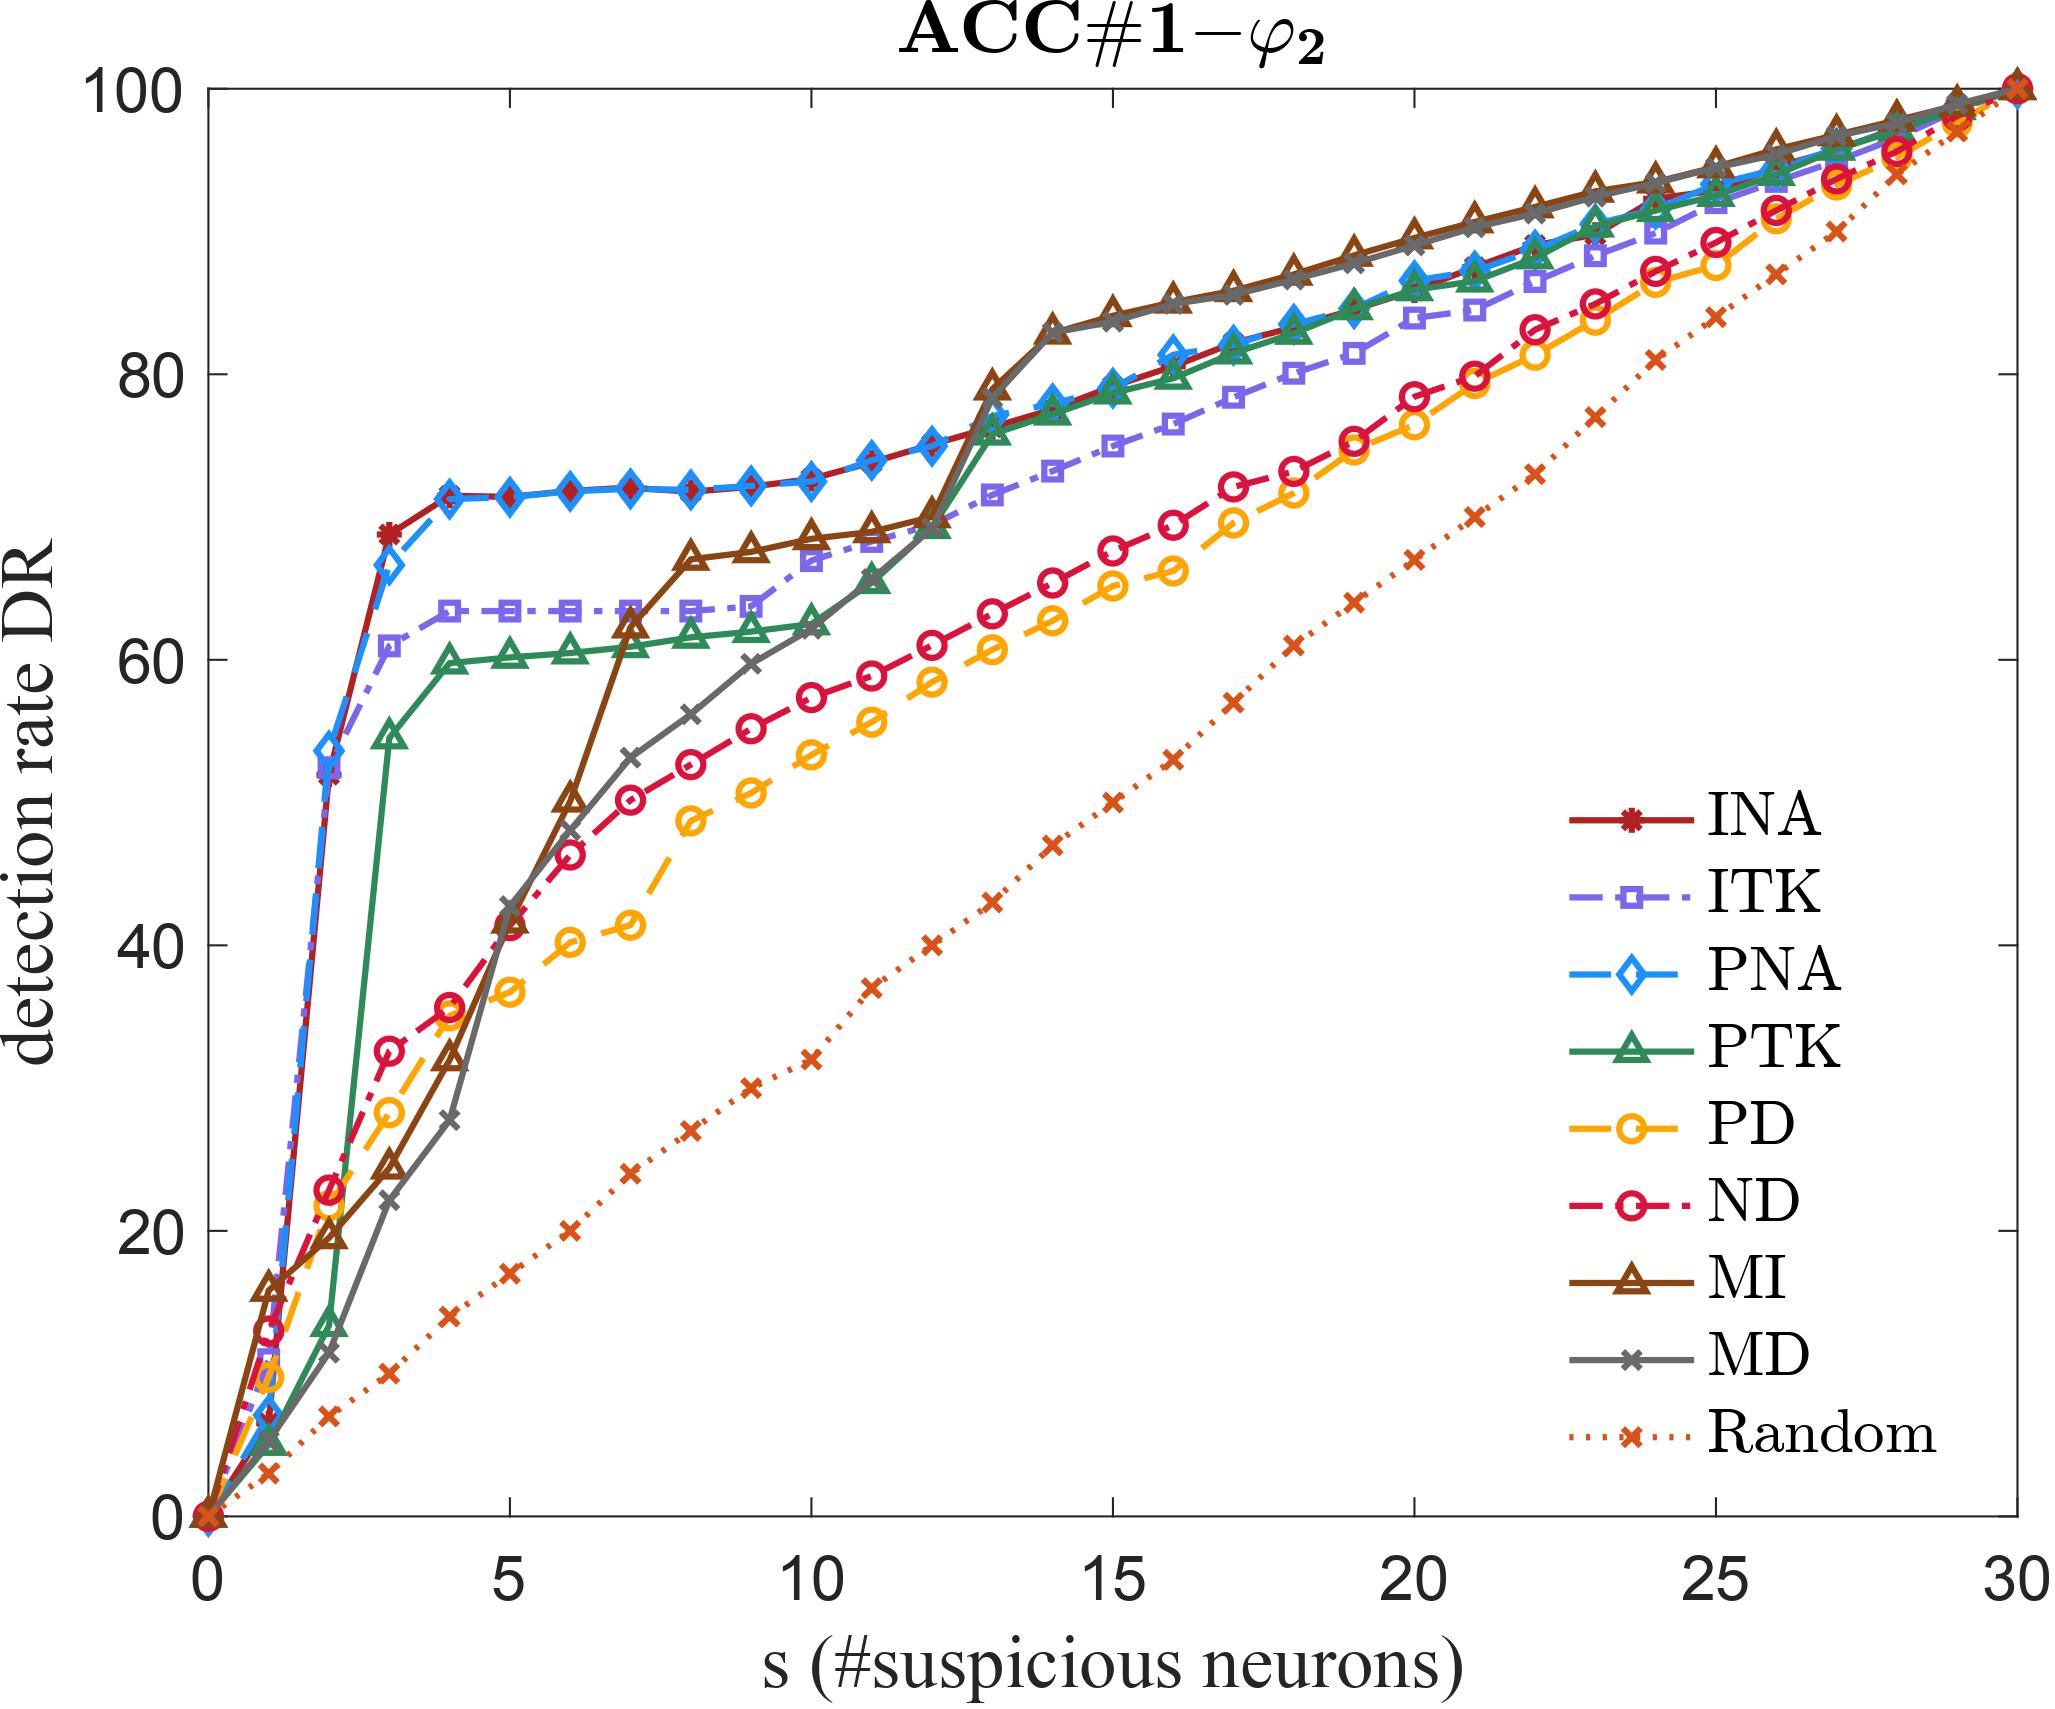 ACC#1−φ₂
detection rate DR
100
80
60
40
20
0
0 5 10 15 20 25 30
s (#suspicious neurons)
INA
ITK
PNA
PTK
PD
ND
MI
MD
Random